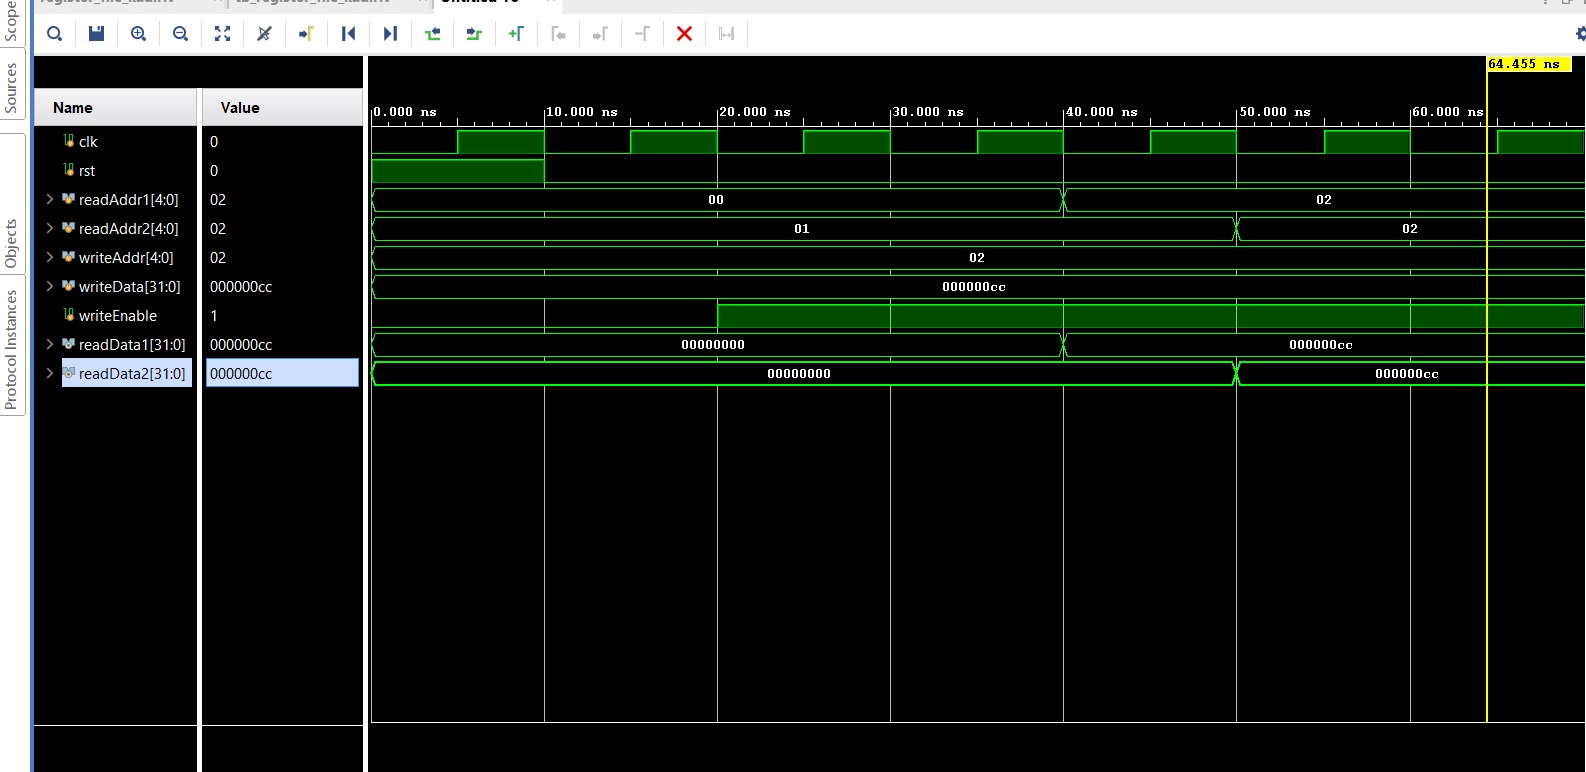 Scope
Sources
Objects
Protocol Instances
64.455 ns
Name Value
0.000 ns 10.000 ns 20.000 ns 30.000 ns 40.000 ns 50.000 ns 60.000 ns
clk 0
rst 0
readAddr1[4:0] 02 00 02
readAddr2[4:0] 02 01 02
writeAddr[4:0] 02 02
writeData[31:0] 000000cc 000000cc
writeEnable 1
readData1[31:0] 000000cc 00000000 000000cc
readData2[31:0] 000000cc 00000000 000000cc